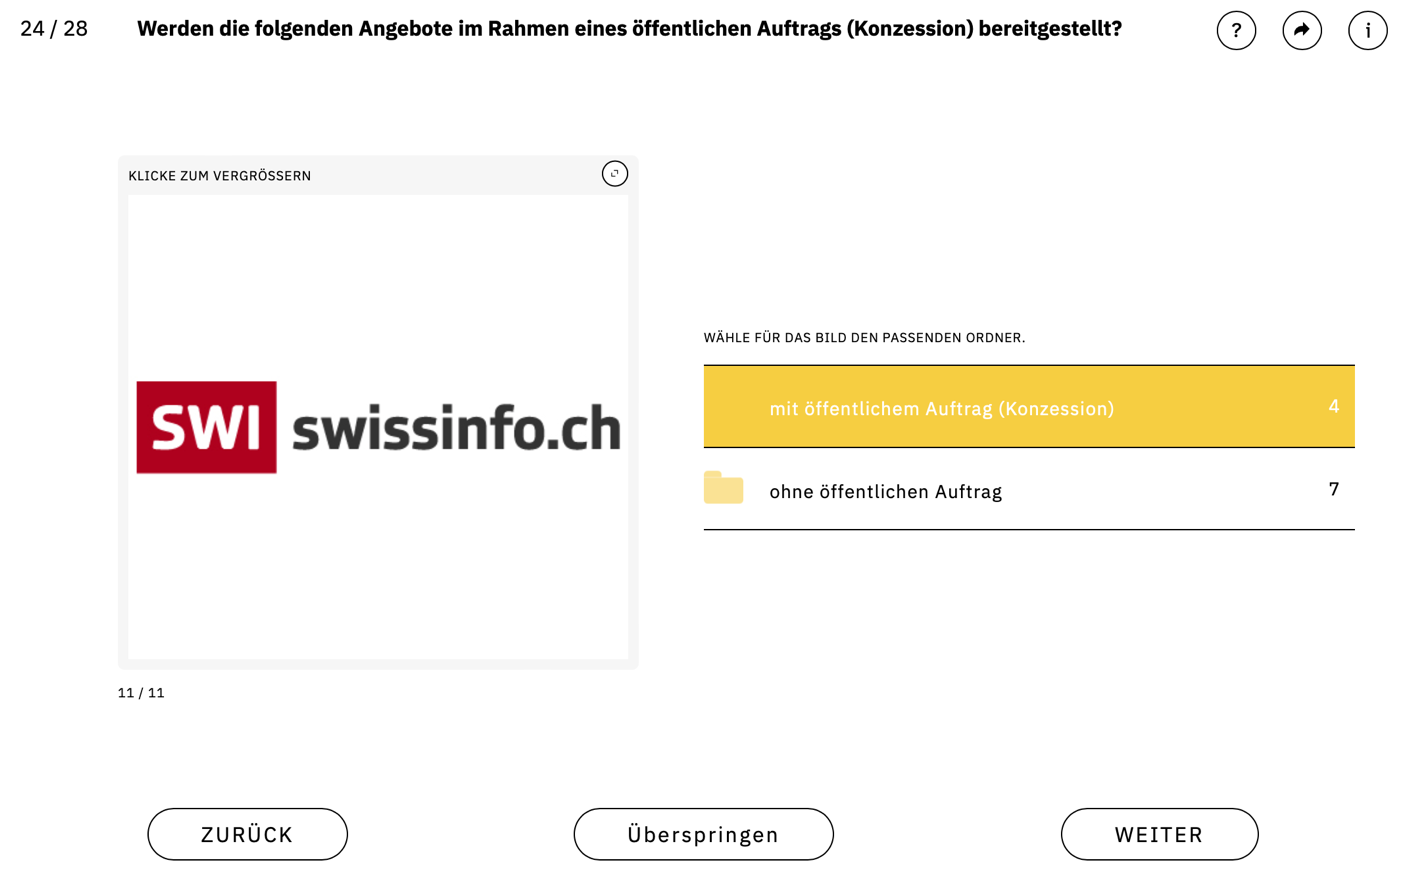 24 / 28
Werden die folgenden Angebote im Rahmen eines öffentlichen Auftrags (Konzession) bereitgestellt?
?
i
KLICKE ZUM VERGRÖSSERN
SWI swissinfo.ch
11 / 11
WÄHLE FÜR DAS BILD DEN PASSENDEN ORDNER.
mit öffentlichem Auftrag (Konzession) 4
ohne öffentlichen Auftrag 7
ZURÜCK
Überspringen
WEITER